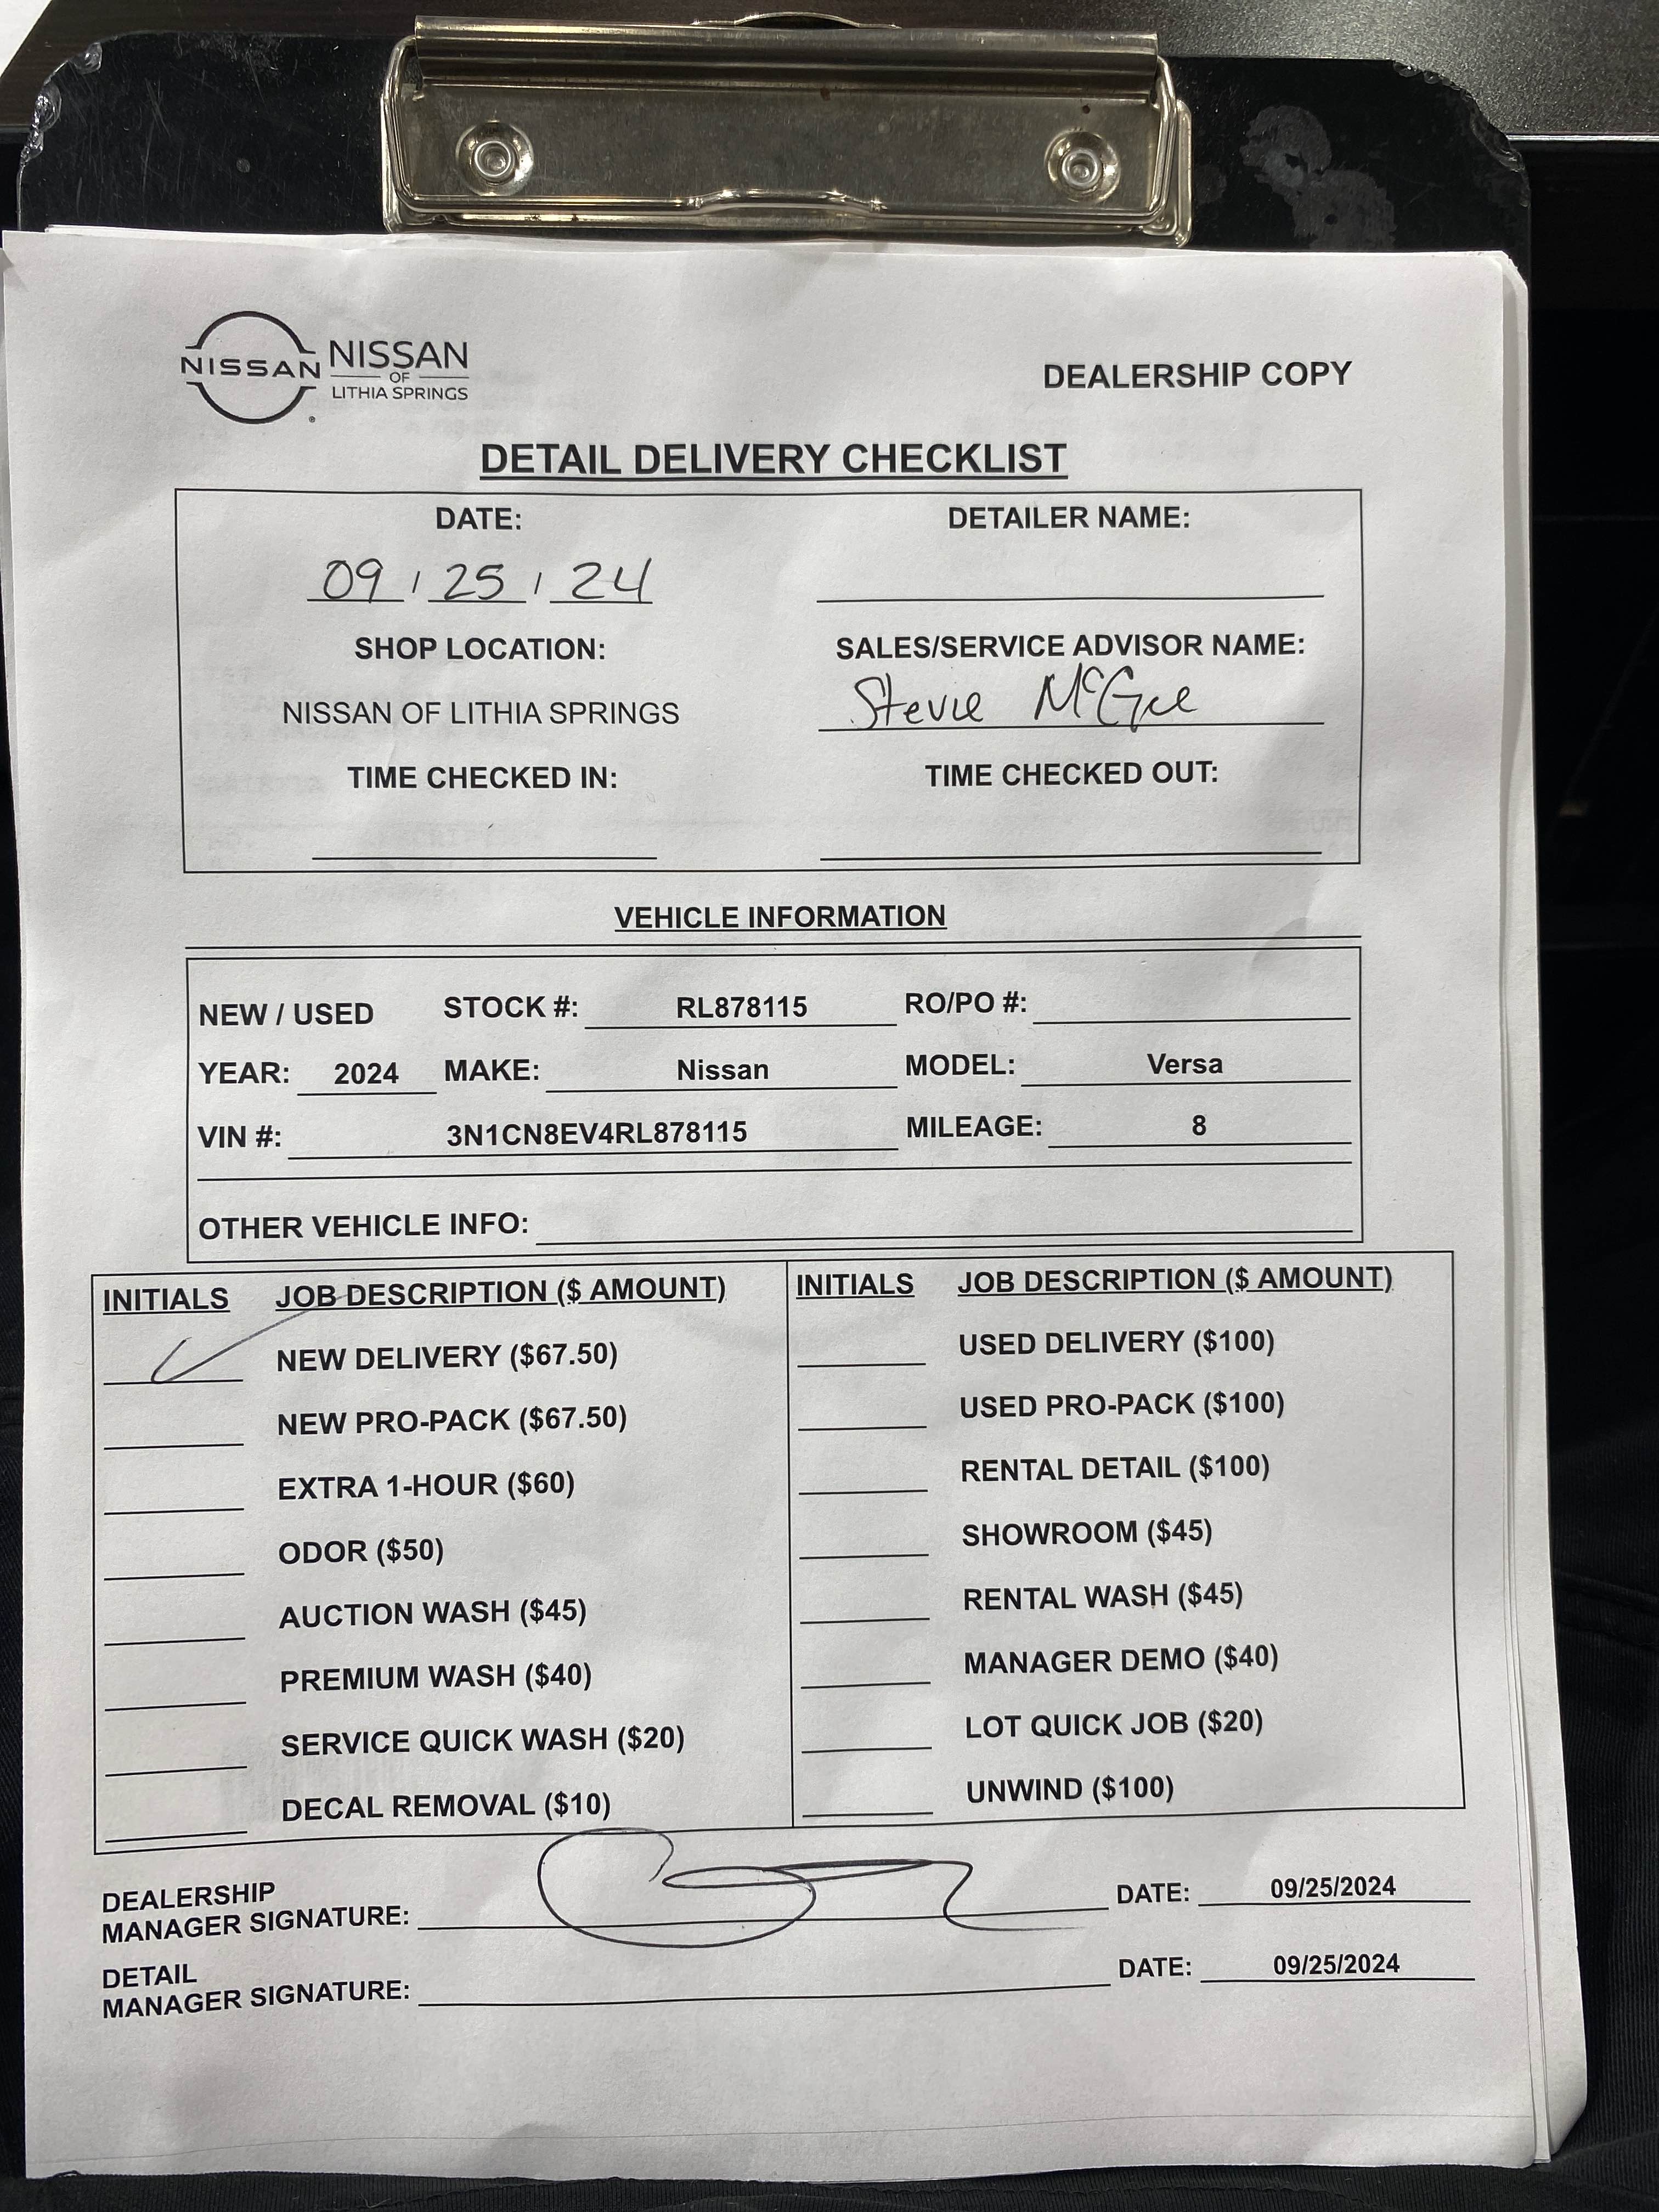 NISSAN NISSAN
OF
LITHIA SPRINGS
DEALERSHIP COPY
DETAIL DELIVERY CHECKLIST
DATE: DETAILER NAME:
09 / 25 / 24
SHOP LOCATION: SALES/SERVICE ADVISOR NAME:
NISSAN OF LITHIA SPRINGS Stevie McGee
TIME CHECKED IN: TIME CHECKED OUT:
VEHICLE INFORMATION
NEW / USED STOCK #: RL878115 RO/PO #:
YEAR: 2024 MAKE: Nissan MODEL: Versa
VIN #: 3N1CN8EV4RL878115 MILEAGE: 8
OTHER VEHICLE INFO:
INITIALS JOB DESCRIPTION ($ AMOUNT) INITIALS JOB DESCRIPTION ($ AMOUNT)
NEW DELIVERY ($67.50) USED DELIVERY ($100)
NEW PRO-PACK ($67.50) USED PRO-PACK ($100)
EXTRA 1-HOUR ($60) RENTAL DETAIL ($100)
ODOR ($50) SHOWROOM ($45)
AUCTION WASH ($45) RENTAL WASH ($45)
PREMIUM WASH ($40) MANAGER DEMO ($40)
SERVICE QUICK WASH ($20) LOT QUICK JOB ($20)
DECAL REMOVAL ($10) UNWIND ($100)
DEALERSHIP
MANAGER SIGNATURE: DATE: 09/25/2024
DETAIL
MANAGER SIGNATURE: DATE: 09/25/2024